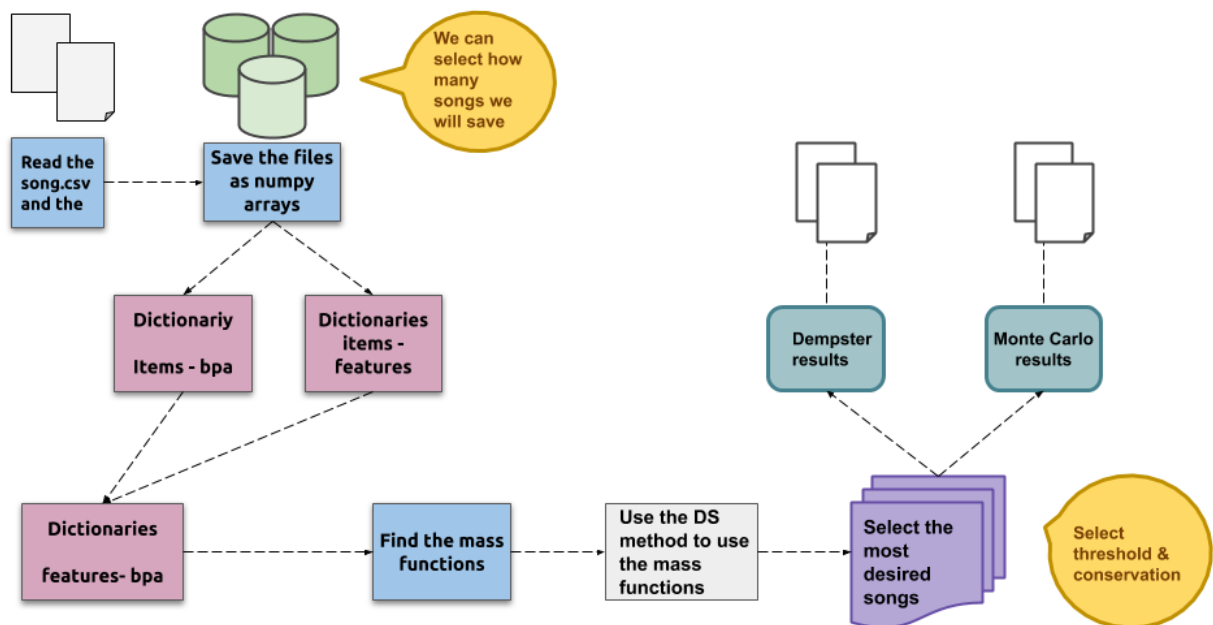 We can
select how
many
songs we
will save
Read the
song.csv
and the
Save the files
as numpy
arrays
Dictionariy
Items - bpa
Dictionaries
items -
features
Dempster
results
Monte Carlo
results
Dictionaries
features- bpa
Find the mass
functions
Use the DS
method to use
the mass
functions
Select the
most
desired
songs
Select
threshold &
conservation